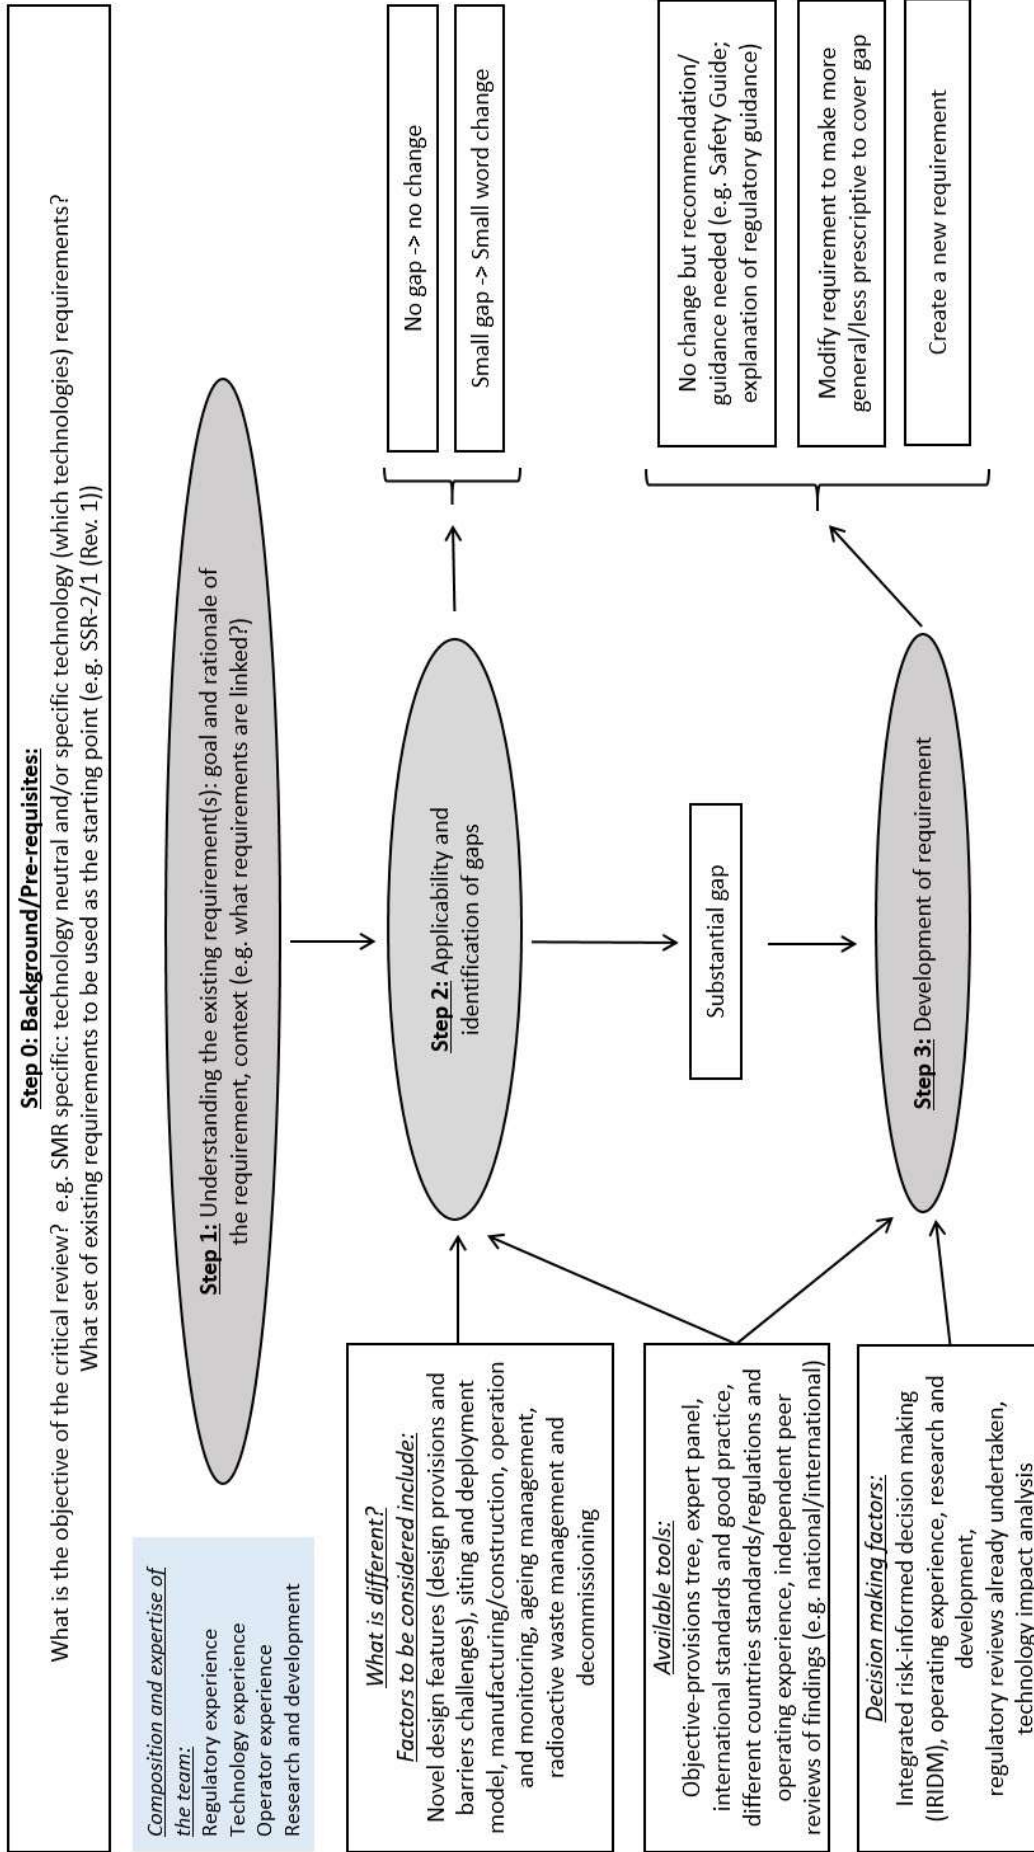 Step 0: Background/Pre-requisites:
What is the objective of the critical review? e.g. SMR specific: technology neutral and/or specific technology (which technologies) requirements?
What set of existing requirements to be used as the starting point (e.g. SSR-2/1 (Rev. 1))
Composition and expertise of
the team:
Regulatory experience
Technology experience
Operator experience
Research and development
Step 1: Understanding the existing requirement(s): goal and rationale of
the requirement, context (e.g. what requirements are linked?)
What is different?
Factors to be considered include:
Novel design features (design provisions and
barriers challenges), siting and deployment
model, manufacturing/construction, operation
and monitoring, ageing management,
radioactive waste management and
decommissioning
Step 2: Applicability and
identification of gaps
No gap -> no change
Small gap -> Small word change
Available tools:
Objective-provisions tree, expert panel,
international standards and good practice,
different countries standards/regulations and
operating experience, independent peer
reviews of findings (e.g. national/international)
Substantial gap
Decision making factors:
Integrated risk-informed decision making
(IRIDM), operating experience, research and
development,
regulatory reviews already undertaken,
technology impact analysis
Step 3: Development of requirement
No change but recommendation/
guidance needed (e.g. Safety Guide;
explanation of regulatory guidance)
Modify requirement to make more
general/less prescriptive to cover gap
Create a new requirement